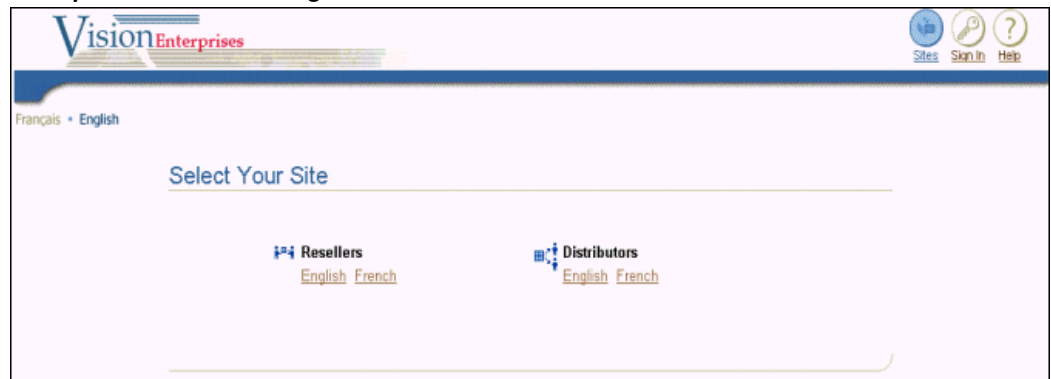 Vision Enterprises
Sites Sign In Help
Français • English
Select Your Site
Resellers Distributors
English French English French